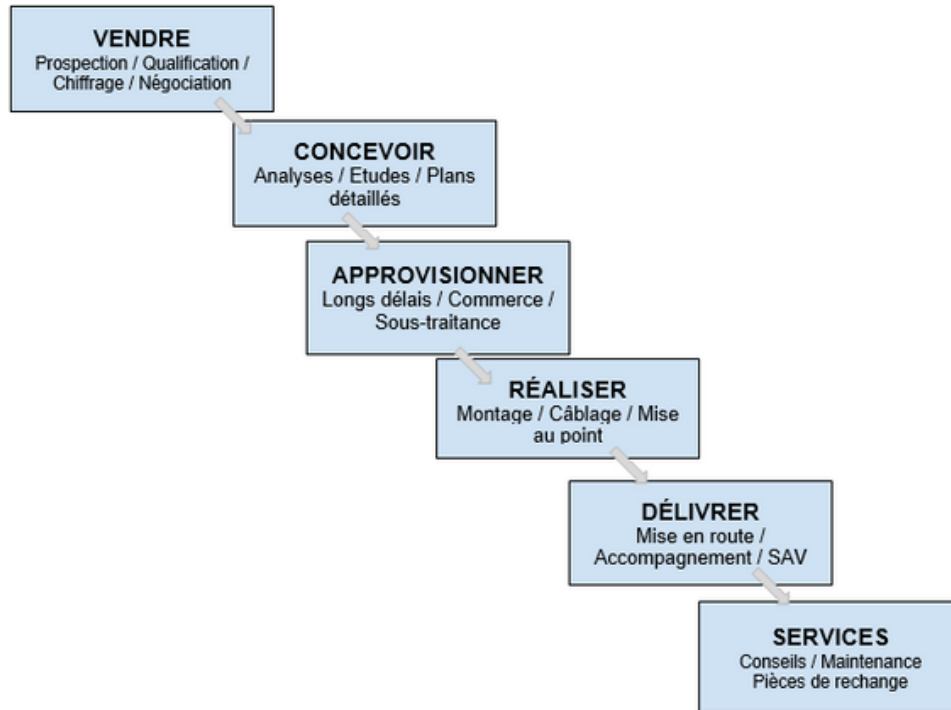 VENDRE
Prospection / Qualification /
Chiffrage / Négociation
CONCEVOIR
Analyses / Etudes / Plans
détaillés
APPROVISIONNER
Longs délais / Commerce /
Sous-traitance
RÉALISER
Montage / Câblage / Mise
au point
DÉLIVRER
Mise en route /
Accompagnement / SAV
SERVICES
Conseils / Maintenance
Pièces de rechange